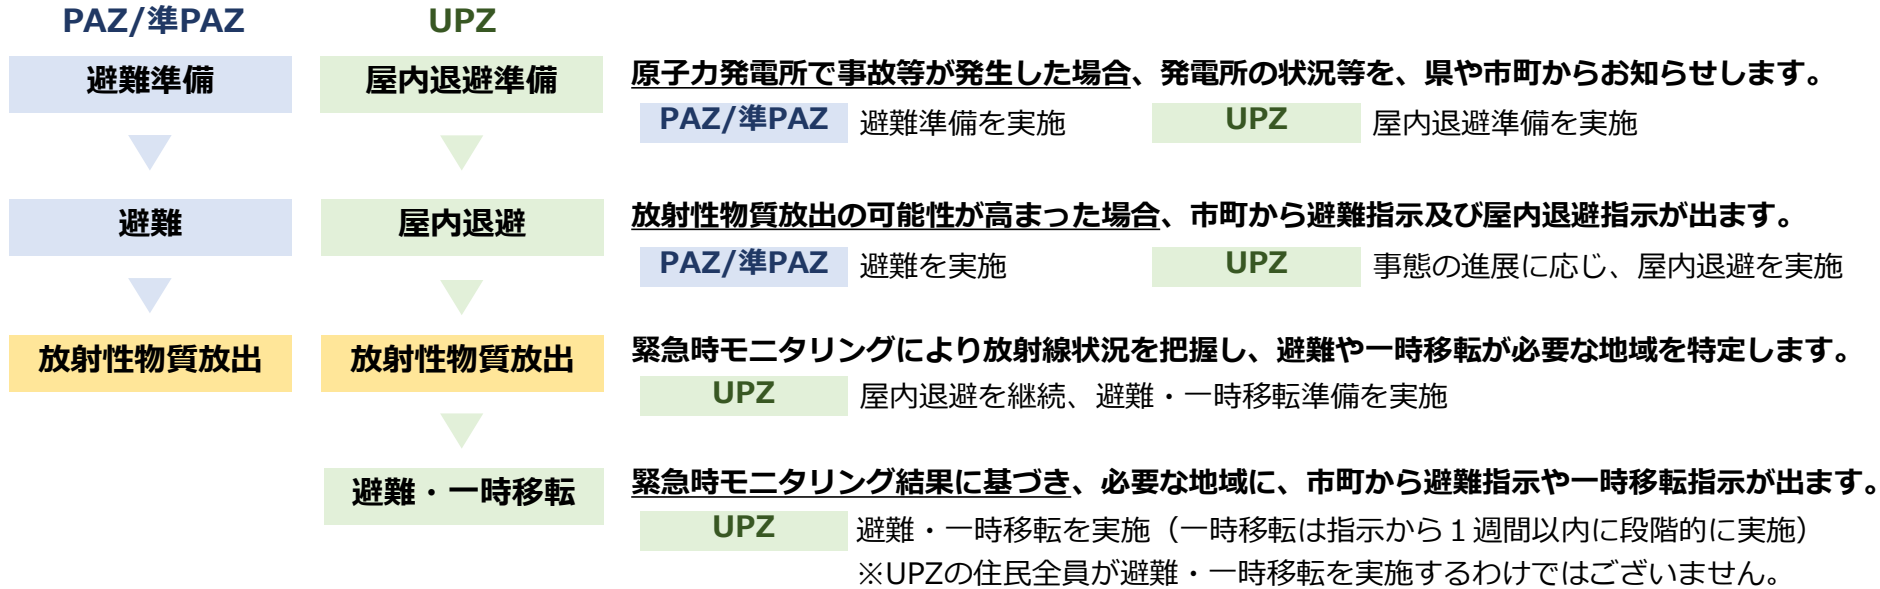 PAZ/準PAZ
UPZ
避難準備
屋内退避準備
原子力発電所で事故等が発生した場合、発電所の状況等を、県や市町からお知らせします。
PAZ/準PAZ 避難準備を実施
UPZ 屋内退避準備を実施
避難
屋内退避
放射性物質放出の可能性が高まった場合、市町から避難指示及び屋内退避指示が出ます。
PAZ/準PAZ 避難を実施
UPZ 事態の進展に応じ、屋内退避を実施
放射性物質放出
放射性物質放出
緊急時モニタリングにより放射線状況を把握し、避難や一時移転が必要な地域を特定します。
UPZ 屋内退避を継続、避難・一時移転準備を実施
避難・一時移転
緊急時モニタリング結果に基づき、必要な地域に、市町から避難指示や一時移転指示が出ます。
UPZ 避難・一時移転を実施（一時移転は指示から１週間以内に段階的に実施）
※UPZの住民全員が避難・一時移転を実施するわけではございません。